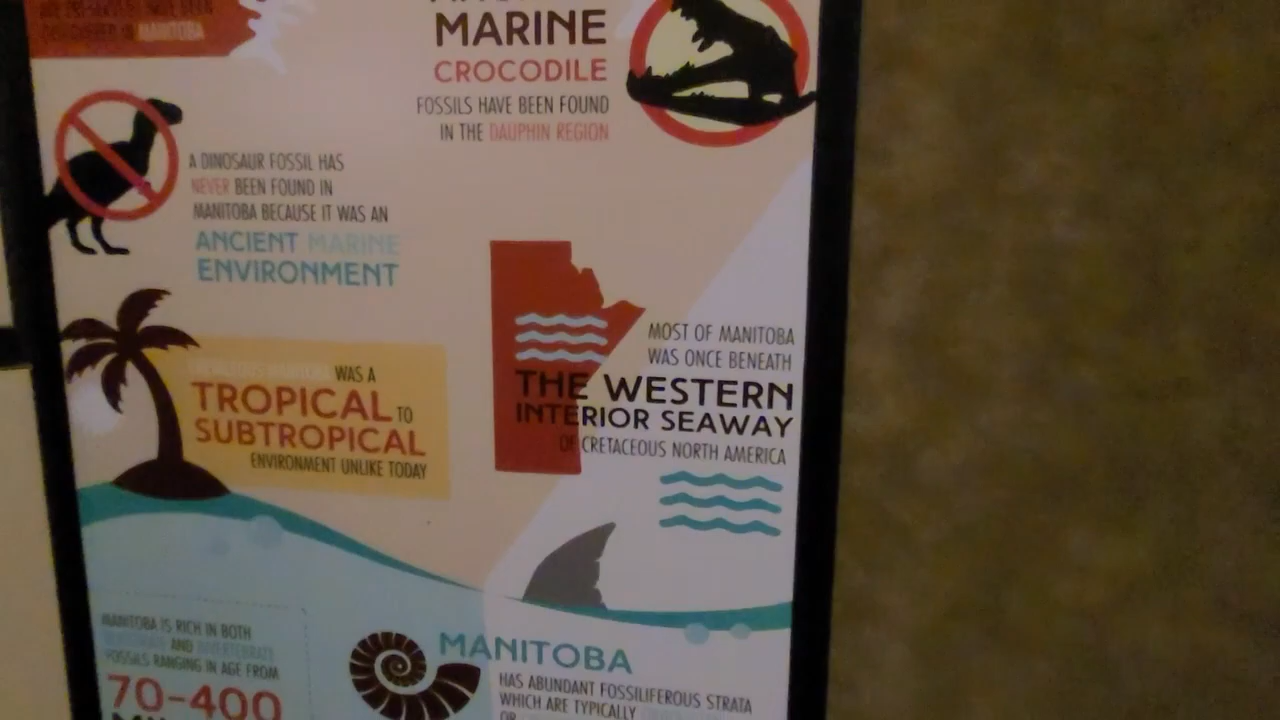 MANITOBA
MARINE
CROCODILE
FOSSILS HAVE BEEN FOUND
IN THE DAUPHIN REGION
A DINOSAUR FOSSIL HAS
NEVER BEEN FOUND IN
MANITOBA BECAUSE IT WAS AN
ANCIENT MARINE
ENVIRONMENT
MOST OF MANITOBA
WAS ONCE BENEATH
THE WESTERN
INTERIOR SEAWAY
OF CRETACEOUS NORTH AMERICA
WAS A
TROPICAL TO
SUBTROPICAL
ENVIRONMENT UNLIKE TODAY
MANITOBA IS RICH IN BOTH
AND INVERTEBRATE
FOSSILS RANGING IN AGE FROM
70-400
MANITOBA
HAS ABUNDANT FOSSILIFEROUS STRATA
WHICH ARE TYPICALLY
OR